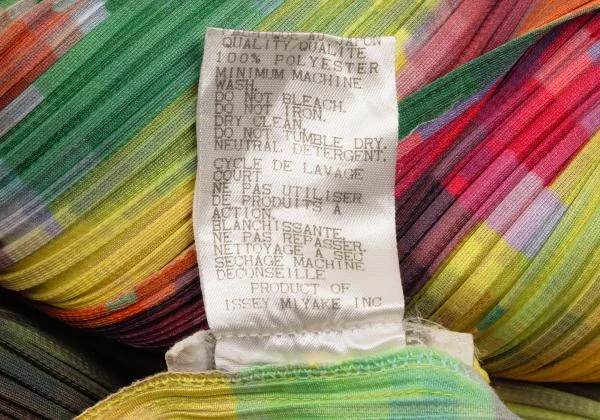 JAPON
QUALITY/QUALITE
100% POLYESTER
MINIMUM MACHINE
WASH.
DO NOT BLEACH.
DO NOT IRON.
DRY CLEAN
DO NOT TUMBLE DRY.
NEUTRAL DETERGENT.
CYCLE DE LAVAGE
COURT
NE PAS UTILISER
DE PRODUITS A
ACTION.
BLANCHISSANTE
NE PAS REPASSER.
NETTOYAGE A SEC
SECHAGE MACHINE
DECONSEILLE
PRODUCT OF
ISSEY MIYAKE INC